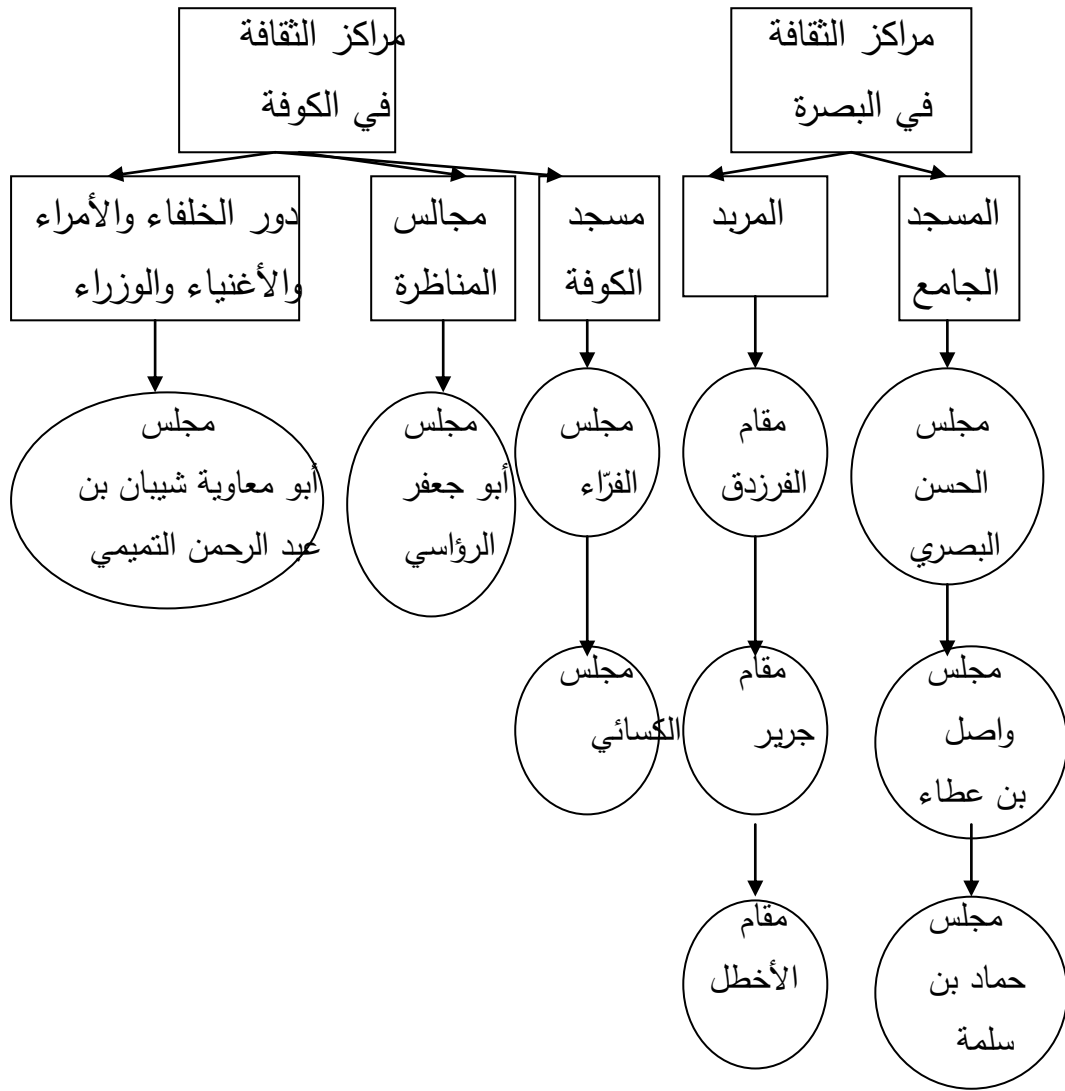 مراكز الثقافة
في البصرة
مراكز الثقافة
في الكوفة
المسجد
الجامع
المربد
مسجد
الكوفة
مجالس
المناظرة
دور الخلفاء والأمراء
والأغنياء والوزراء
مجلس
الحسن
البصري
مقام
الفرزدق
مجلس
الفرّاء
مجلس
أبو جعفر
الرؤاسي
مجلس
أبو معاوية شيبان بن
عبد الرحمن التميمي
مجلس
واصل
بن عطاء
مقام
جرير
مجلس
الكسائي
مجلس
حماد بن
سلمة
مقام
الأخطل